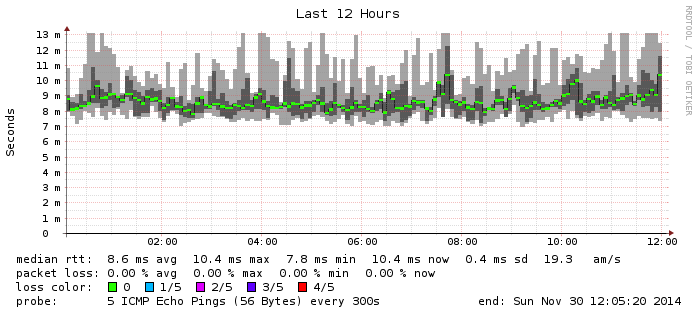 Last 12 Hours
RRDTOOL / TOBI OETIKER
Seconds
13 m
12 m
11 m
10 m
9 m
8 m
7 m
6 m
5 m
4 m
3 m
2 m
1 m
0
02:00 04:00 06:00 08:00 10:00 12:00
median rtt: 8.6 ms avg 10.4 ms max 7.8 ms min 10.4 ms now 0.4 ms sd 19.3 am/s
packet loss: 0.00 % avg 0.00 % max 0.00 % min 0.00 % now
loss color: 0 1/5 2/5 3/5 4/5
probe: 5 ICMP Echo Pings (56 Bytes) every 300s end: Sun Nov 30 12:05:20 2014